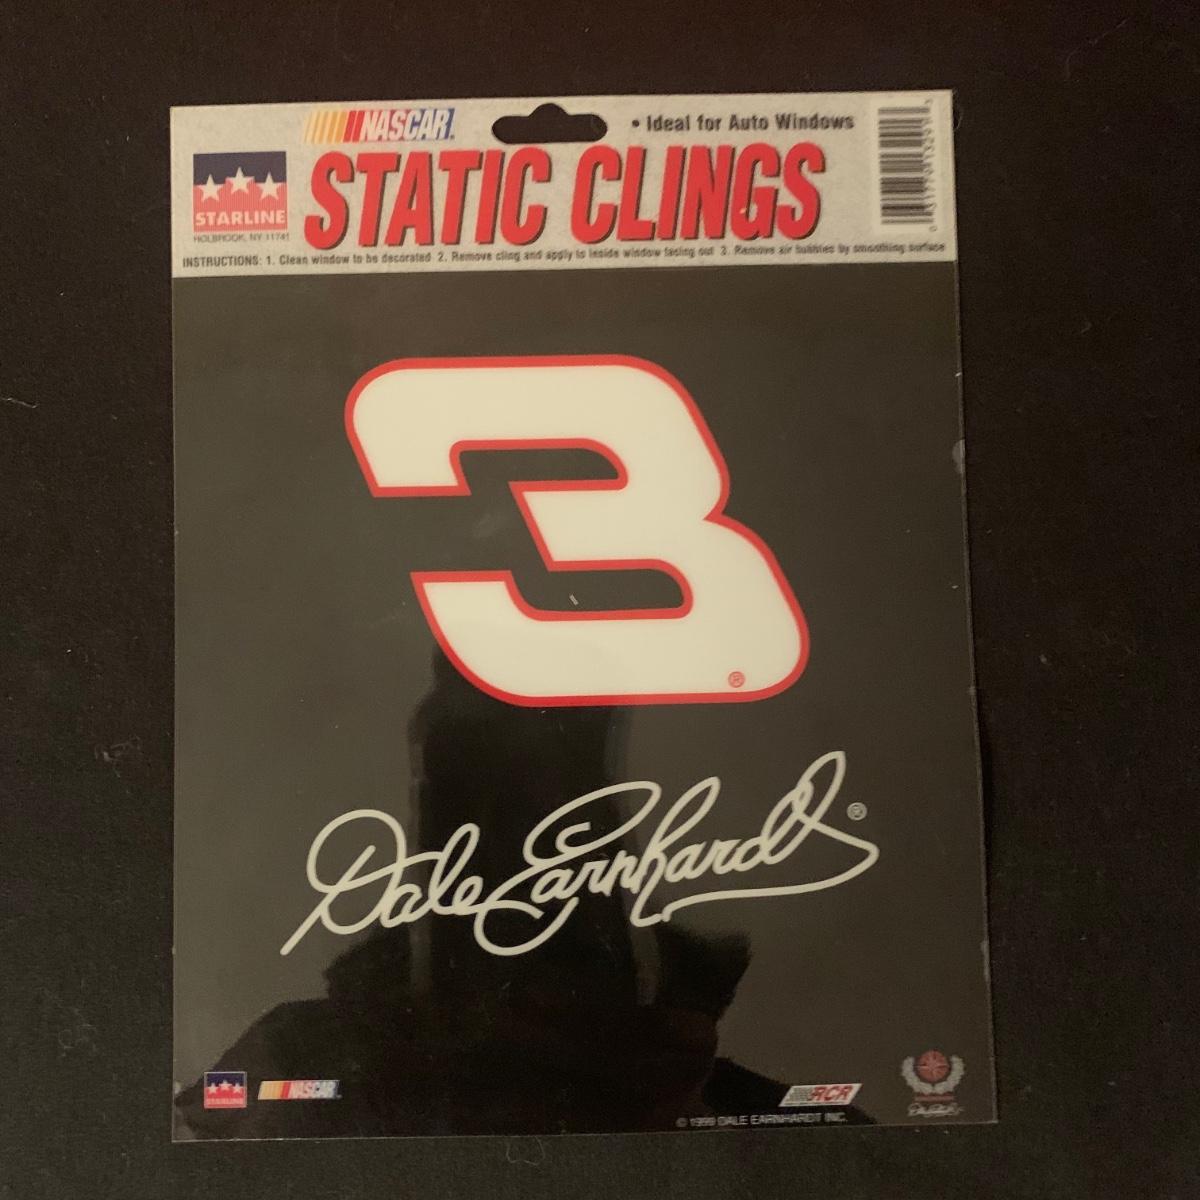 NASCAR.
• Ideal for Auto Windows
STARLINE
HOLBROOK, NY 11741
STATIC CLINGS
INSTRUCTIONS: 1. Clean window to be decorated 2. Remove cling and apply to inside window facing out 3. Remove air bubbles by smoothing surface
3
®
Dale Earnhardt ®
STARLINE
NASCAR.
RCR
© 1999 DALE EARNHARDT INC.